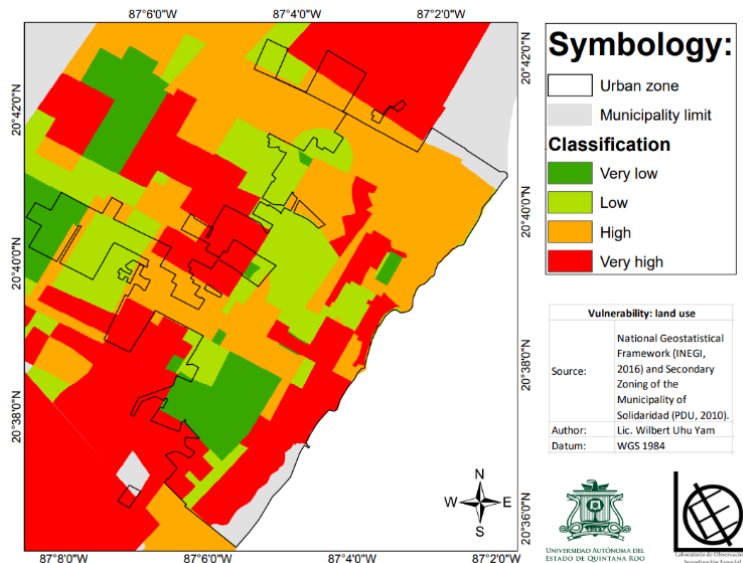 87°6'0"W 87°4'0"W 87°2'0"W
20°42'0"N
20°40'0"N
20°38'0"N
20°42'0"N
20°40'0"N
20°38'0"N
20°36'0"N
N
W E
S
87°8'0"W 87°6'0"W 87°4'0"W 87°2'0"W
Symbology:
Urban zone
Municipality limit
Classification
Very low
Low
High
Very high
Vulnerability: land use
Source:
National Geostatistical
Framework (INEGI,
2016) and Secondary
Zoning of the
Municipality of
Solidaridad (PDU, 2010).
Author: Lic. Wilbert Uhu Yam
Datum: WGS 1984
UNIVERSIDAD AUTÓNOMA DEL
ESTADO DE QUINTANA ROO
Laboratorio de Observación